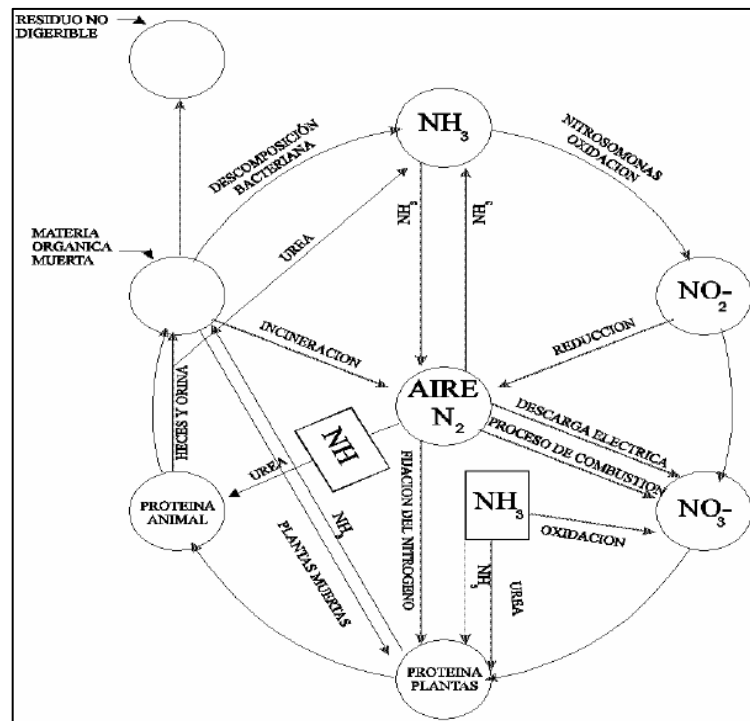 RESIDUO NO
DIGERIBLE
NH3
DESCOMPOSICIÓN
BACTERIANA
NITROSOMONAS
OXIDACION
UREA
NH3
NH3
MATERIA
ORGANICA
MUERTA
NO2-
INCINERACION
REDUCCION
AIRE
N2
DESCARGA ELECTRICA
PROCESO DE COMBUSTION
HECES Y ORINA
NH
UREA
PROTEINA
ANIMAL
NH3
PLANTAS MUERTAS
FIJACION DEL NITROGENO
NH3
OXIDACION
NO3-
NH3
UREA
PROTEINA
PLANTAS